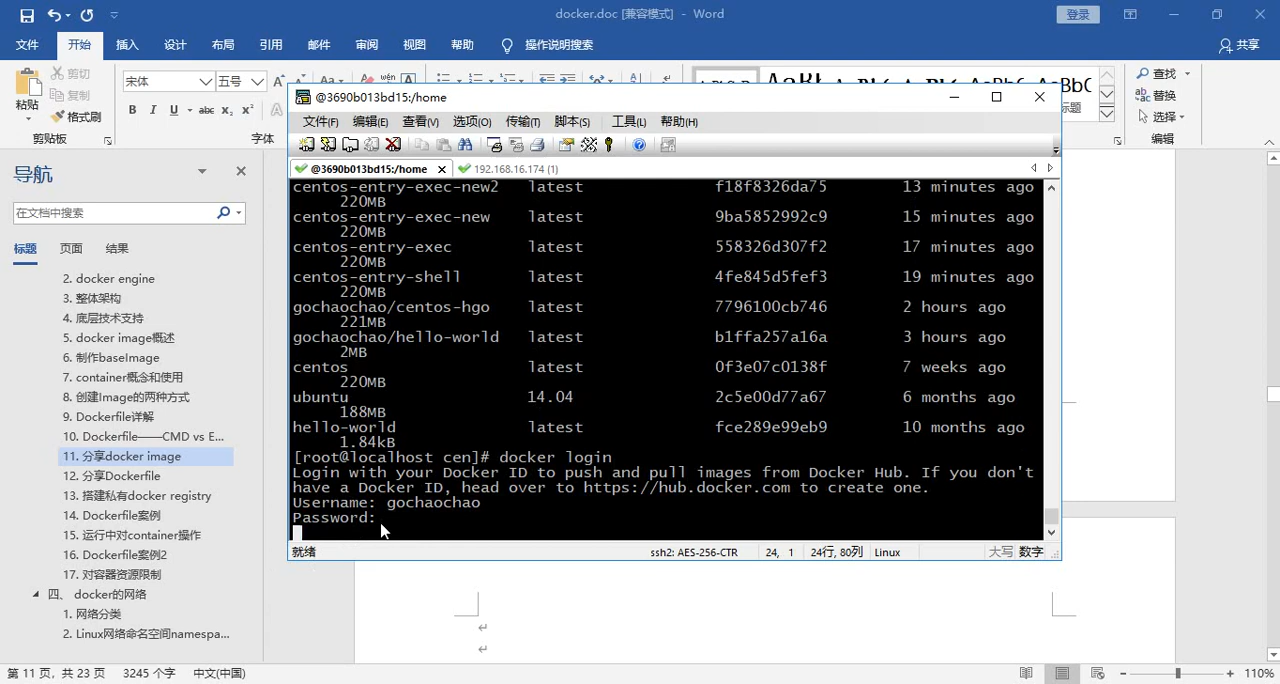 docker.doc [兼容模式] - Word
登录
文件 开始 插入 设计 布局 引用 邮件 审阅 视图 帮助 操作说明搜索 共享
粘贴
剪切
复制
格式刷
剪贴板
宋体 五号
B I U abc x₂ x²
字体
查找
替换
选择
编辑
导航
在文档中搜索
标题 页面 结果
2. docker engine
3. 整体架构
4. 底层技术支持
5. docker image概述
6. 制作baseImage
7. container概念和使用
8. 创建Image的两种方式
9. Dockerfile详解
10. Dockerfile——CMD vs E...
11. 分享docker image
12. 分享Dockerfile
13. 搭建私有docker registry
14. Dockerfile案例
15. 运行中对container操作
16. Dockerfile案例2
17. 对容器资源限制
四、 docker的网络
1. 网络分类
2. Linux网络命名空间namespa...
@3690b013bd15:/home
文件(F) 编辑(E) 查看(V) 选项(O) 传输(T) 脚本(S) 工具(L) 帮助(H)
@3690b013bd15:/home 192.168.16.174 (1)
centos-entry-exec-new2 latest f18f8326da75 13 minutes ago
220MB
centos-entry-exec-new latest 9ba5852992c9 15 minutes ago
220MB
centos-entry-exec latest 558326d307f2 17 minutes ago
220MB
centos-entry-shell latest 4fe845d5fef3 19 minutes ago
220MB
gochaochao/centos-hgo latest 7796100cb746 2 hours ago
221MB
gochaochao/hello-world latest b1ffa257a16a 3 hours ago
2MB
centos latest 0f3e07c0138f 7 weeks ago
220MB
ubuntu 14.04 2c5e00d77a67 6 months ago
188MB
hello-world latest fce289e99eb9 10 months ago
1.84kB
[root@localhost cen]# docker login
Login with your Docker ID to push and pull images from Docker Hub. If you don't
have a Docker ID, head over to https://hub.docker.com to create one.
Username: gochaochao
Password:
就绪 ssh2: AES-256-CTR 24, 1 24行, 80列 Linux 大写 数字
第 11 页，共 23 页 3245 个字 中文(中国) 110%